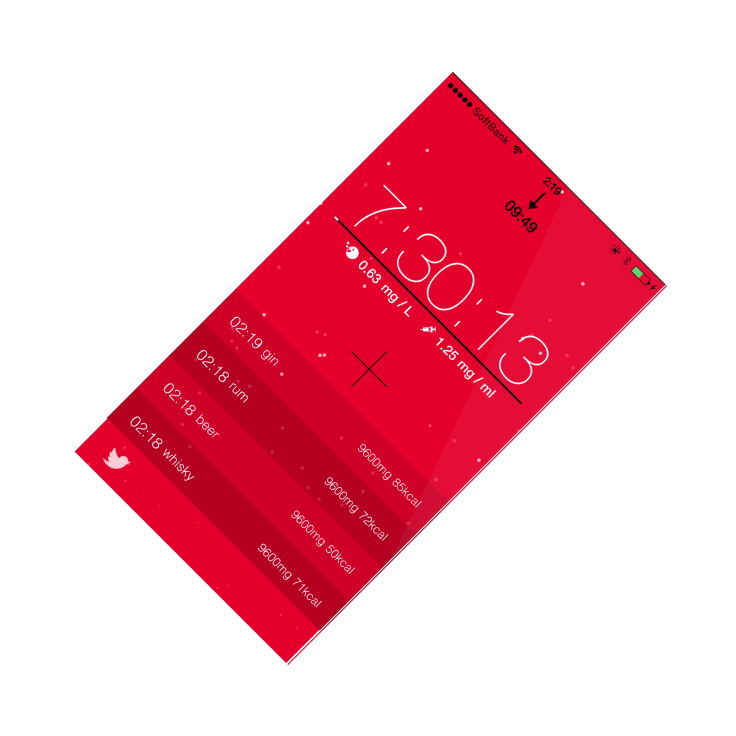 ●●●●● SoftBank 2:19
09:49
7:30:13
0.63 mg / L 1.25 mg / ml
02:19 gin 9600mg 85kcal
02:18 rum 9600mg 72kcal
02:18 beer 9600mg 50kcal
02:18 whisky 9600mg 71kcal